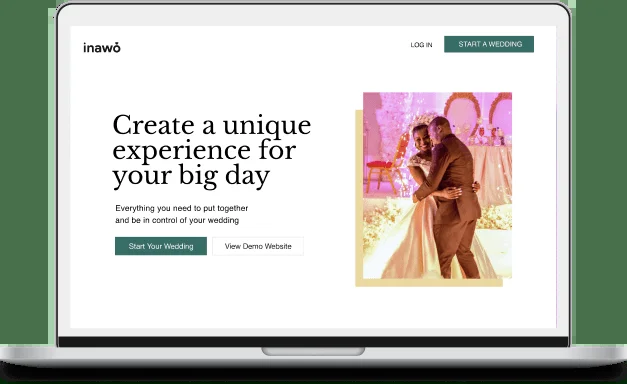 inawo
LOG IN
START A WEDDING
Create a unique
experience for
your big day
Everything you need to put together
and be in control of your wedding
Start Your Wedding
View Demo Website